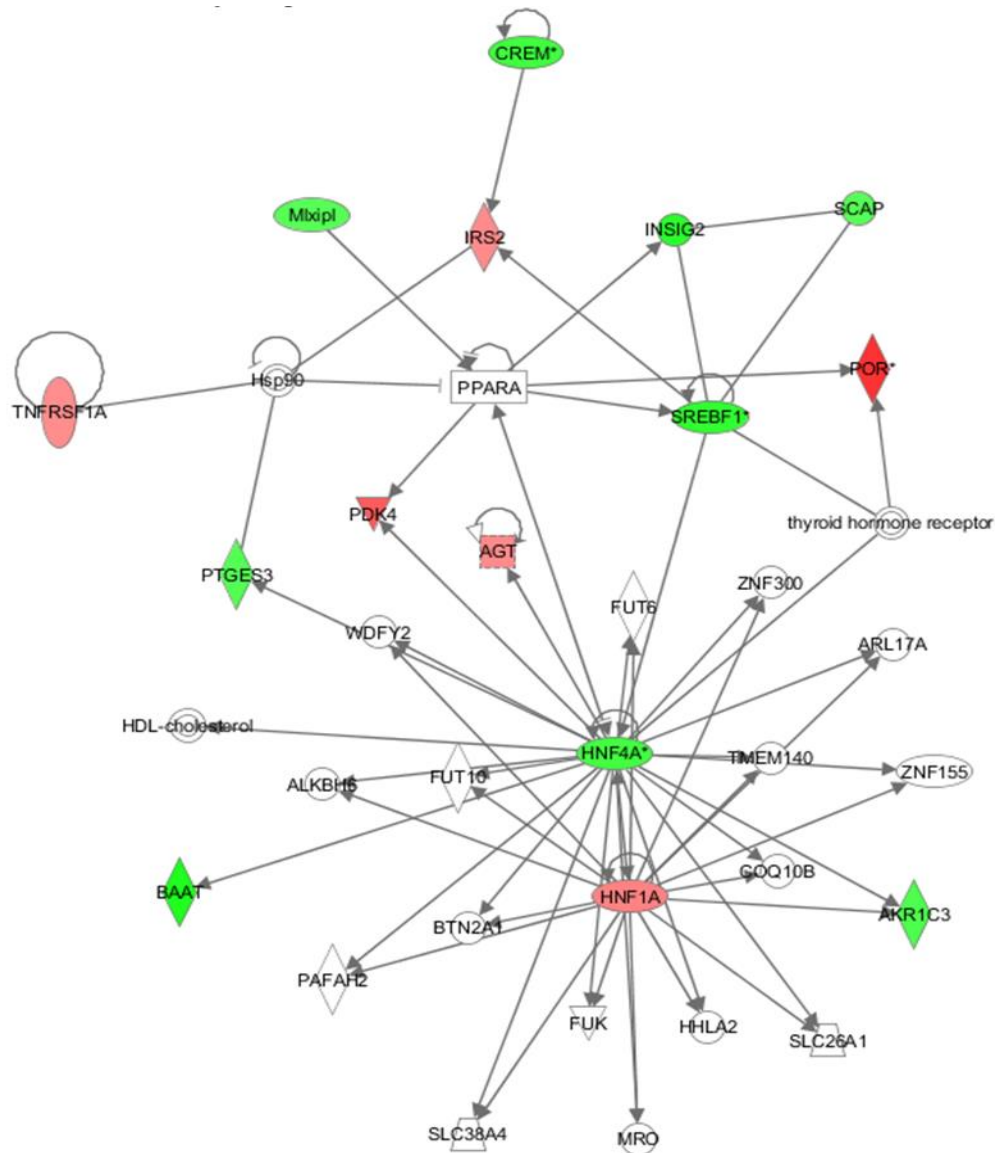 CREM*
Mlxipl
IRS2
INSIG2
SCAP
TNFRSF1A
Hsp90
PPARA
SREBF1*
POR*
PDK4
AGT
thyroid hormone receptor
PTGES3
WDFY2
FUT6
ZNF300
ARL17A
HDL-cholesterol
HNF4A*
TMEM140
ALKBH6
FUT10
ZNF155
BAAT
HNF1A
COQ10B
AKR1C3
BTN2A1
PAFAH2
FUK
HHLA2
SLC26A1
SLC38A4
MRO